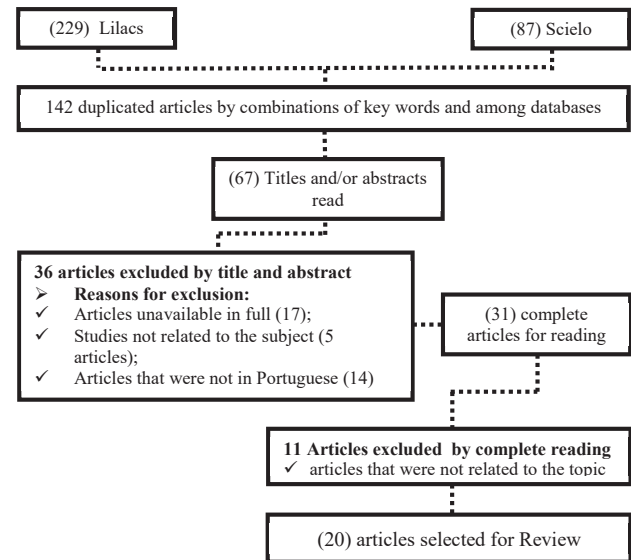 (229) Lilacs
(87) Scielo
142 duplicated articles by combinations of key words and among databases
(67) Titles and/or abstracts
read
36 articles excluded by title and abstract
➢ Reasons for exclusion:
✓ Articles unavailable in full (17);
✓ Studies not related to the subject (5
articles);
✓ Articles that were not in Portuguese (14)
(31) complete
articles for reading
11 Articles excluded by complete reading
✓ articles that were not related to the topic
(20) articles selected for Review